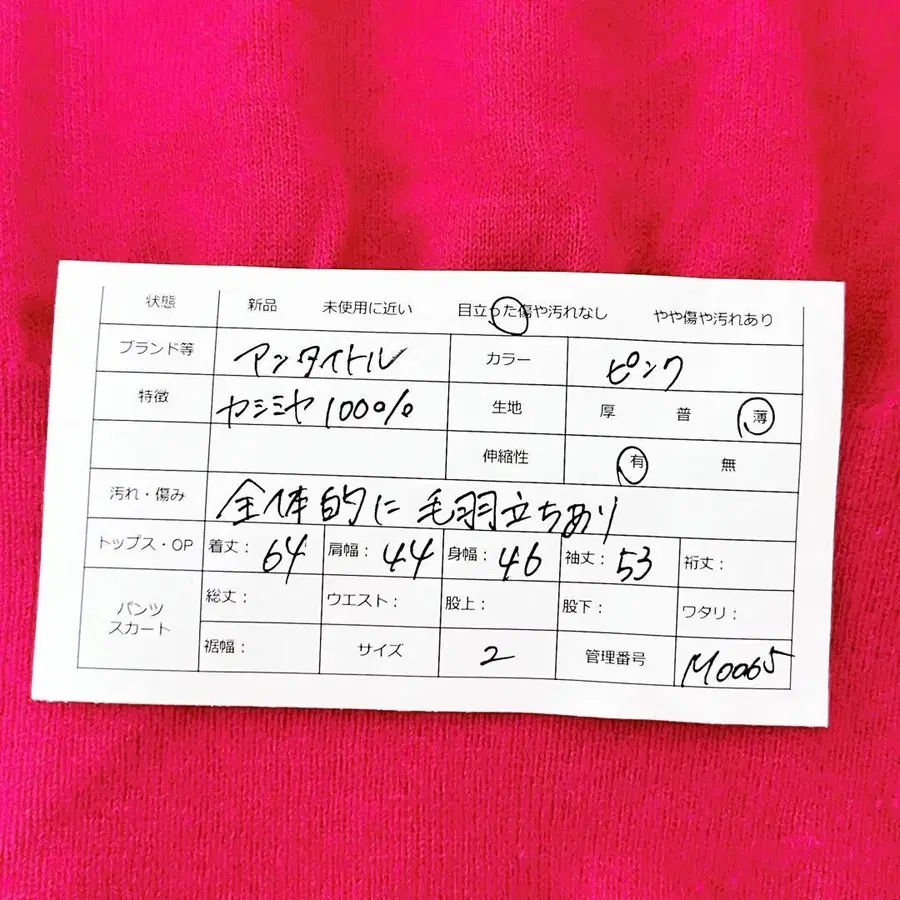 状態 新品 未使用に近い 目立った傷や汚れなし やや傷や汚れあり
ブランド等 アンタイトル カラー ピンク
特徴 カシミヤ100% 生地 厚 普 薄
伸縮性 有 無
汚れ・傷み 全体的に毛羽立ちあり
トップス・OP 着丈: 64 肩幅: 44 身幅: 46 袖丈: 53 裄丈:
パンツ スカート 総丈: ウエスト: 股上: 股下: ワタリ:
裾幅: サイズ 2 管理番号 M0065